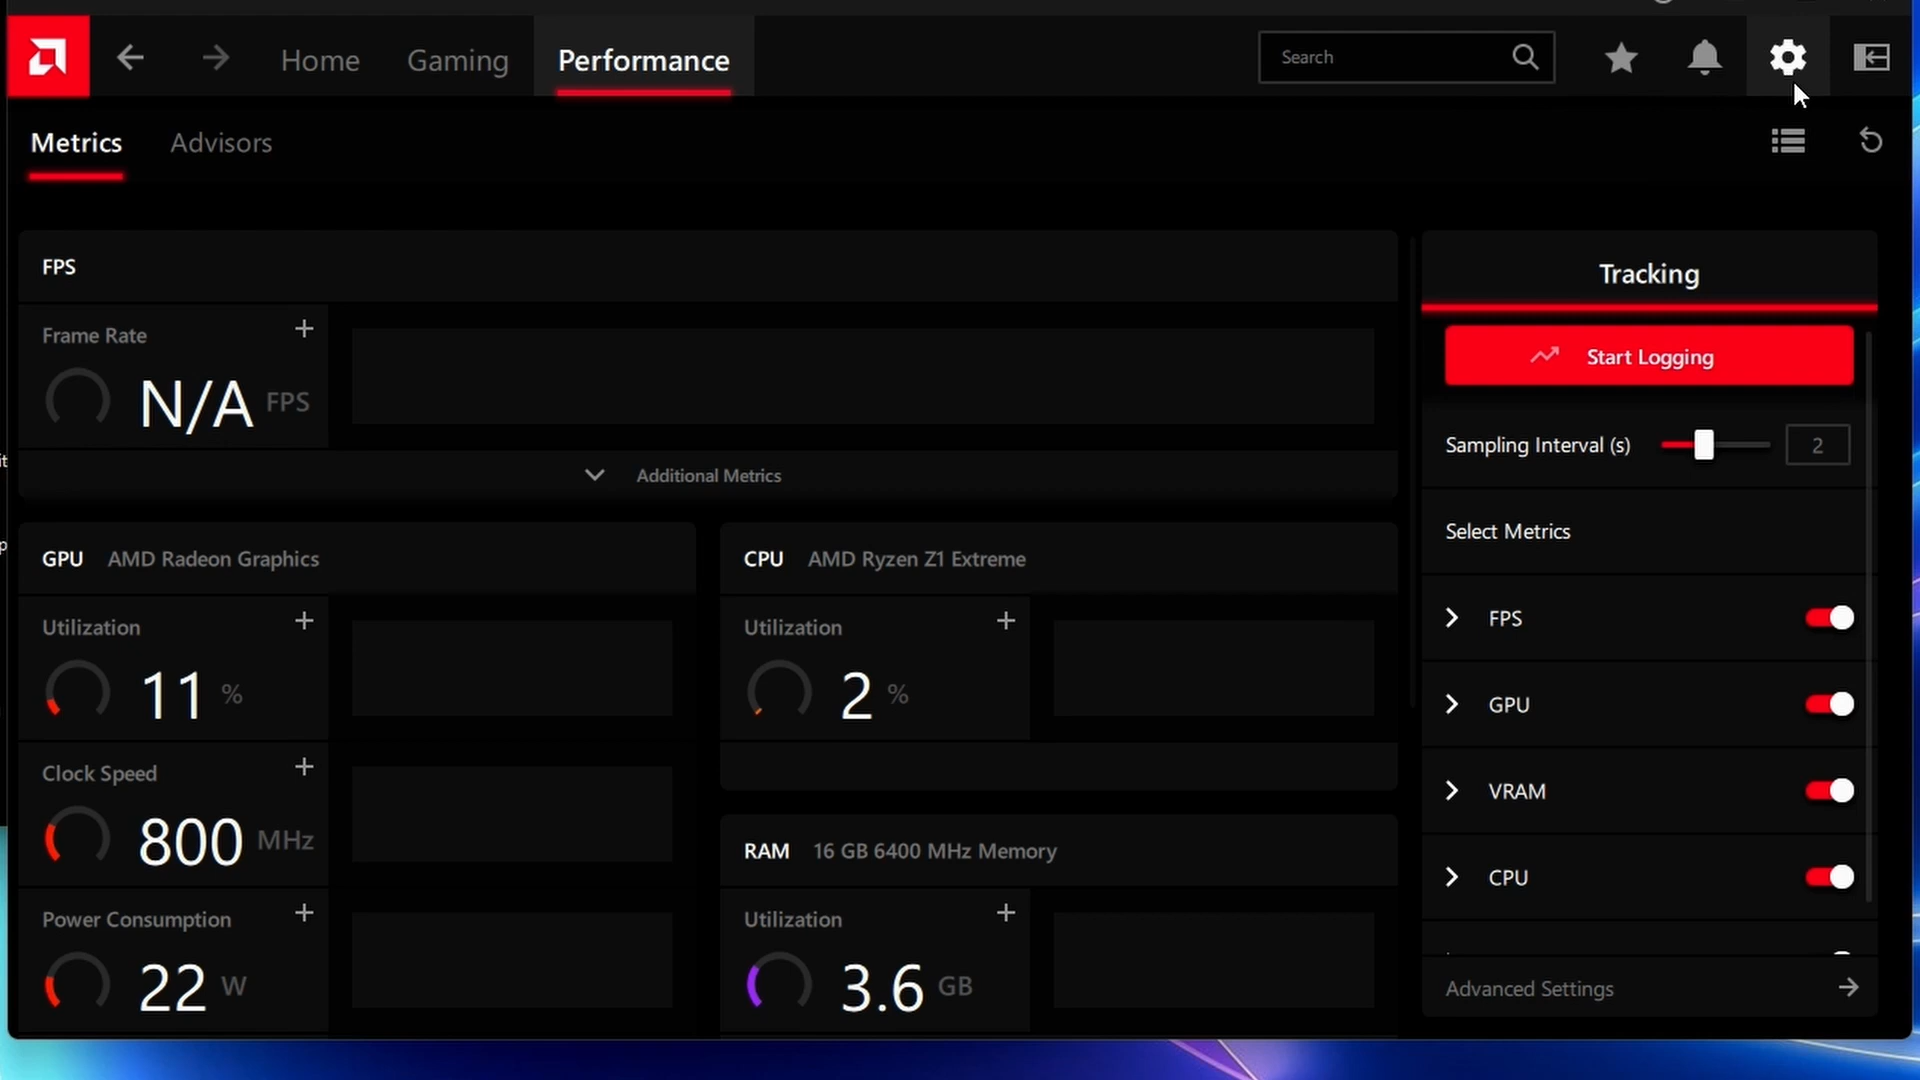 Home
Gaming
Performance
Search
Metrics
Advisors
FPS
Frame Rate
N/A FPS
Additional Metrics
GPU AMD Radeon Graphics
Utilization
11 %
Clock Speed
800 MHz
Power Consumption
22 W
CPU AMD Ryzen Z1 Extreme
Utilization
2 %
RAM 16 GB 6400 MHz Memory
Utilization
3.6 GB
Tracking
Start Logging
Sampling Interval (s) 2
Select Metrics
FPS
GPU
VRAM
CPU
Advanced Settings
it
p